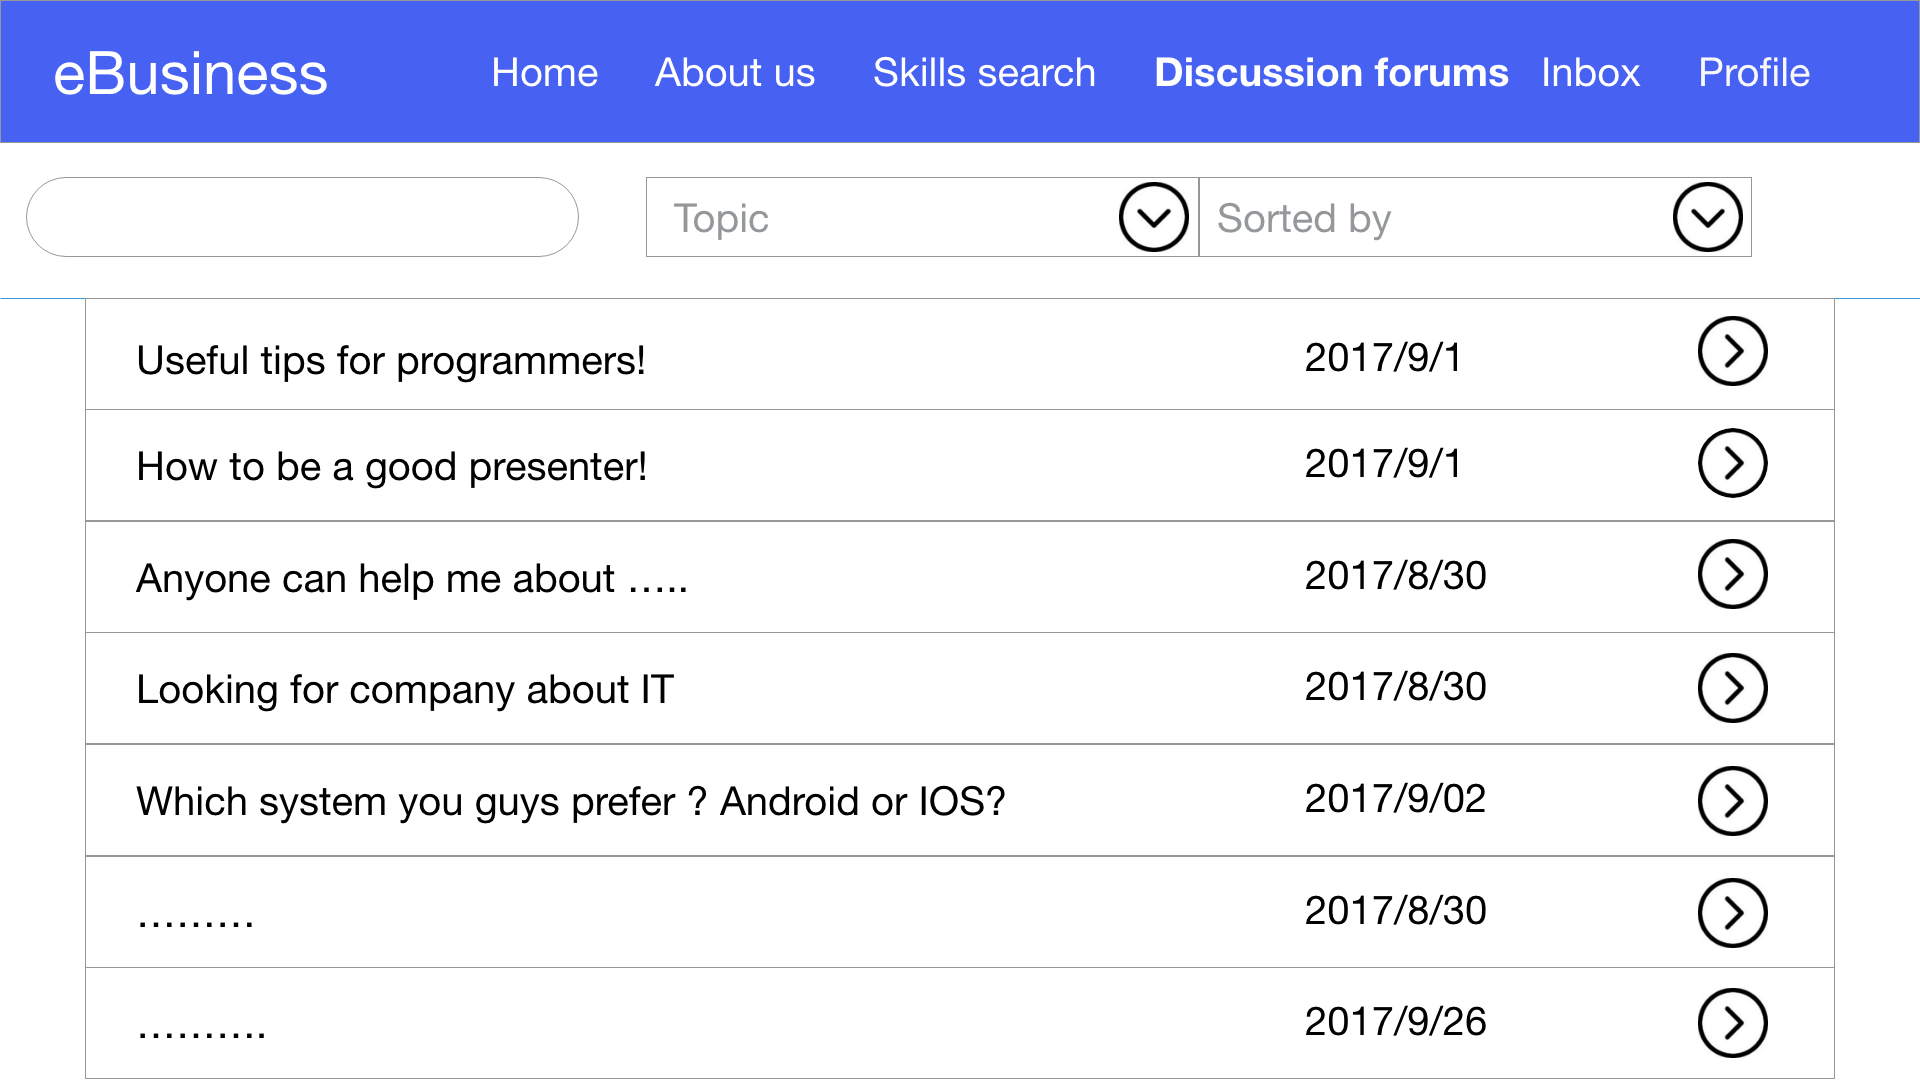 eBusiness Home About us Skills search Discussion forums Inbox Profile
Topic Sorted by
Useful tips for programmers! 2017/9/1
How to be a good presenter! 2017/9/1
Anyone can help me about ..... 2017/8/30
Looking for company about IT 2017/8/30
Which system you guys prefer ? Android or IOS? 2017/9/02
......... 2017/8/30
.......... 2017/9/26